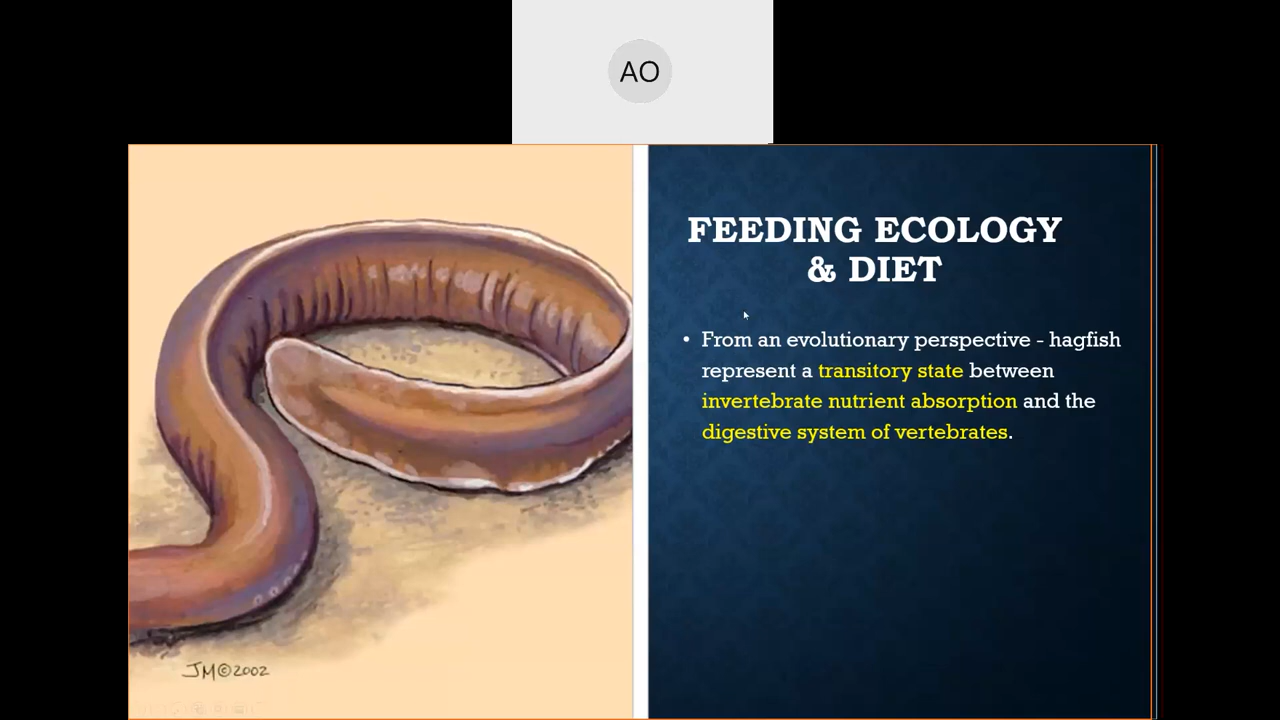 AO
FEEDING ECOLOGY
& DIET
• From an evolutionary perspective - hagfish
represent a transitory state between
invertebrate nutrient absorption and the
digestive system of vertebrates.
JM©2002